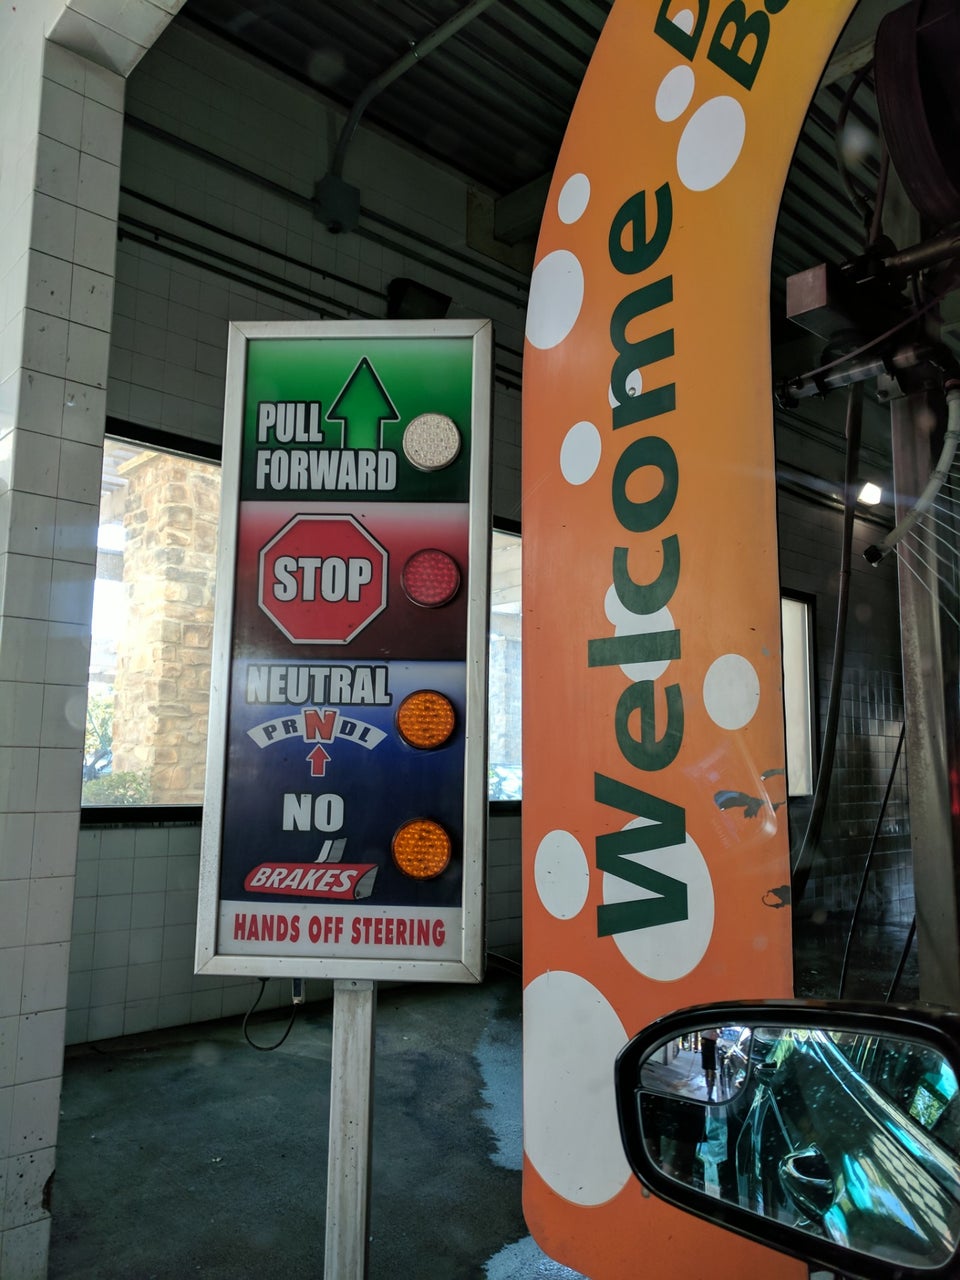 PULL
FORWARD
STOP
NEUTRAL
PRNDL
NO
BRAKES
HANDS OFF STEERING
Welcome